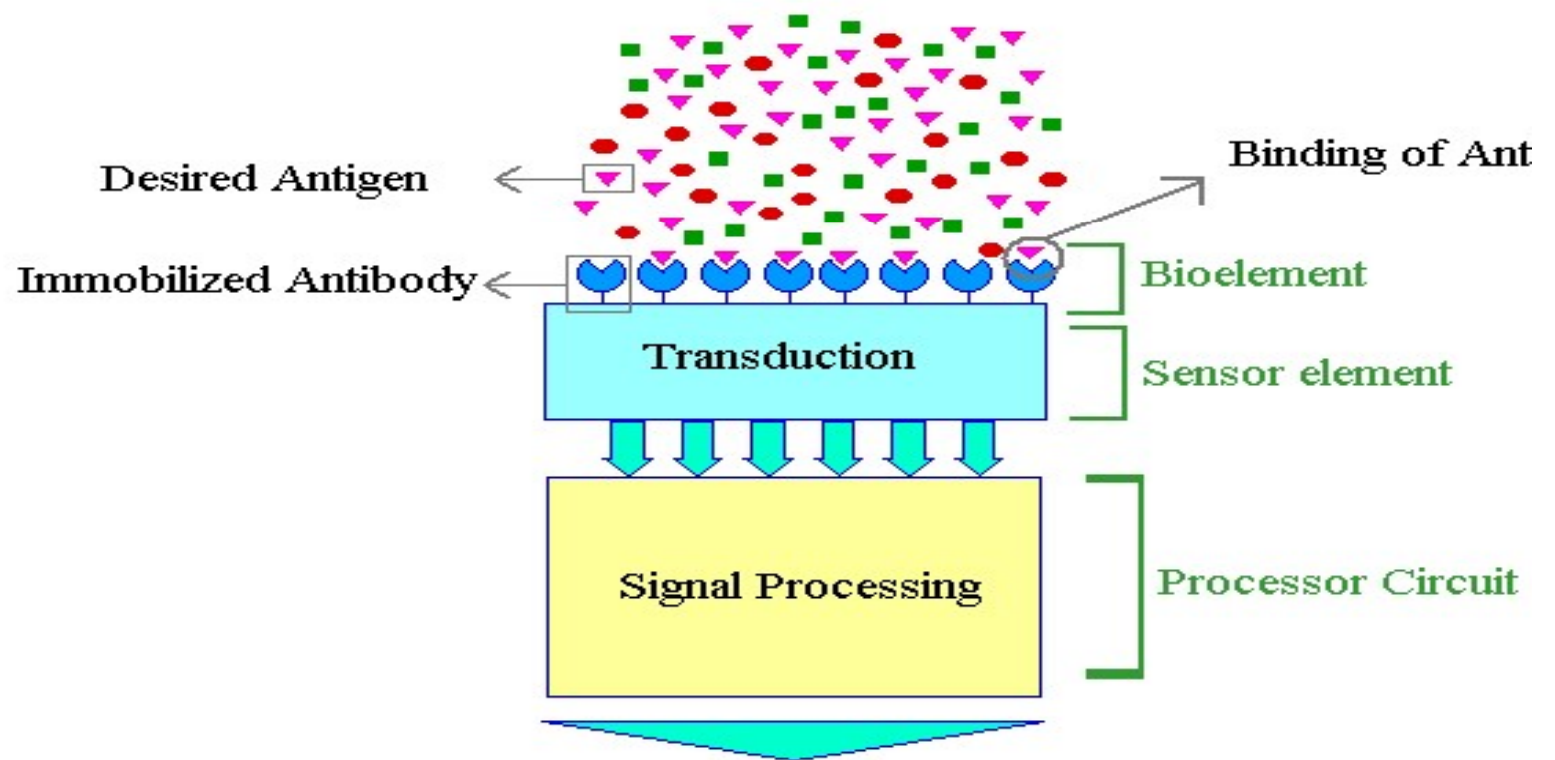 Binding of Ant
Desired Antigen
Bioelement
Immobilized Antibody
Transduction
Sensor element
Signal Processing
Processor Circuit